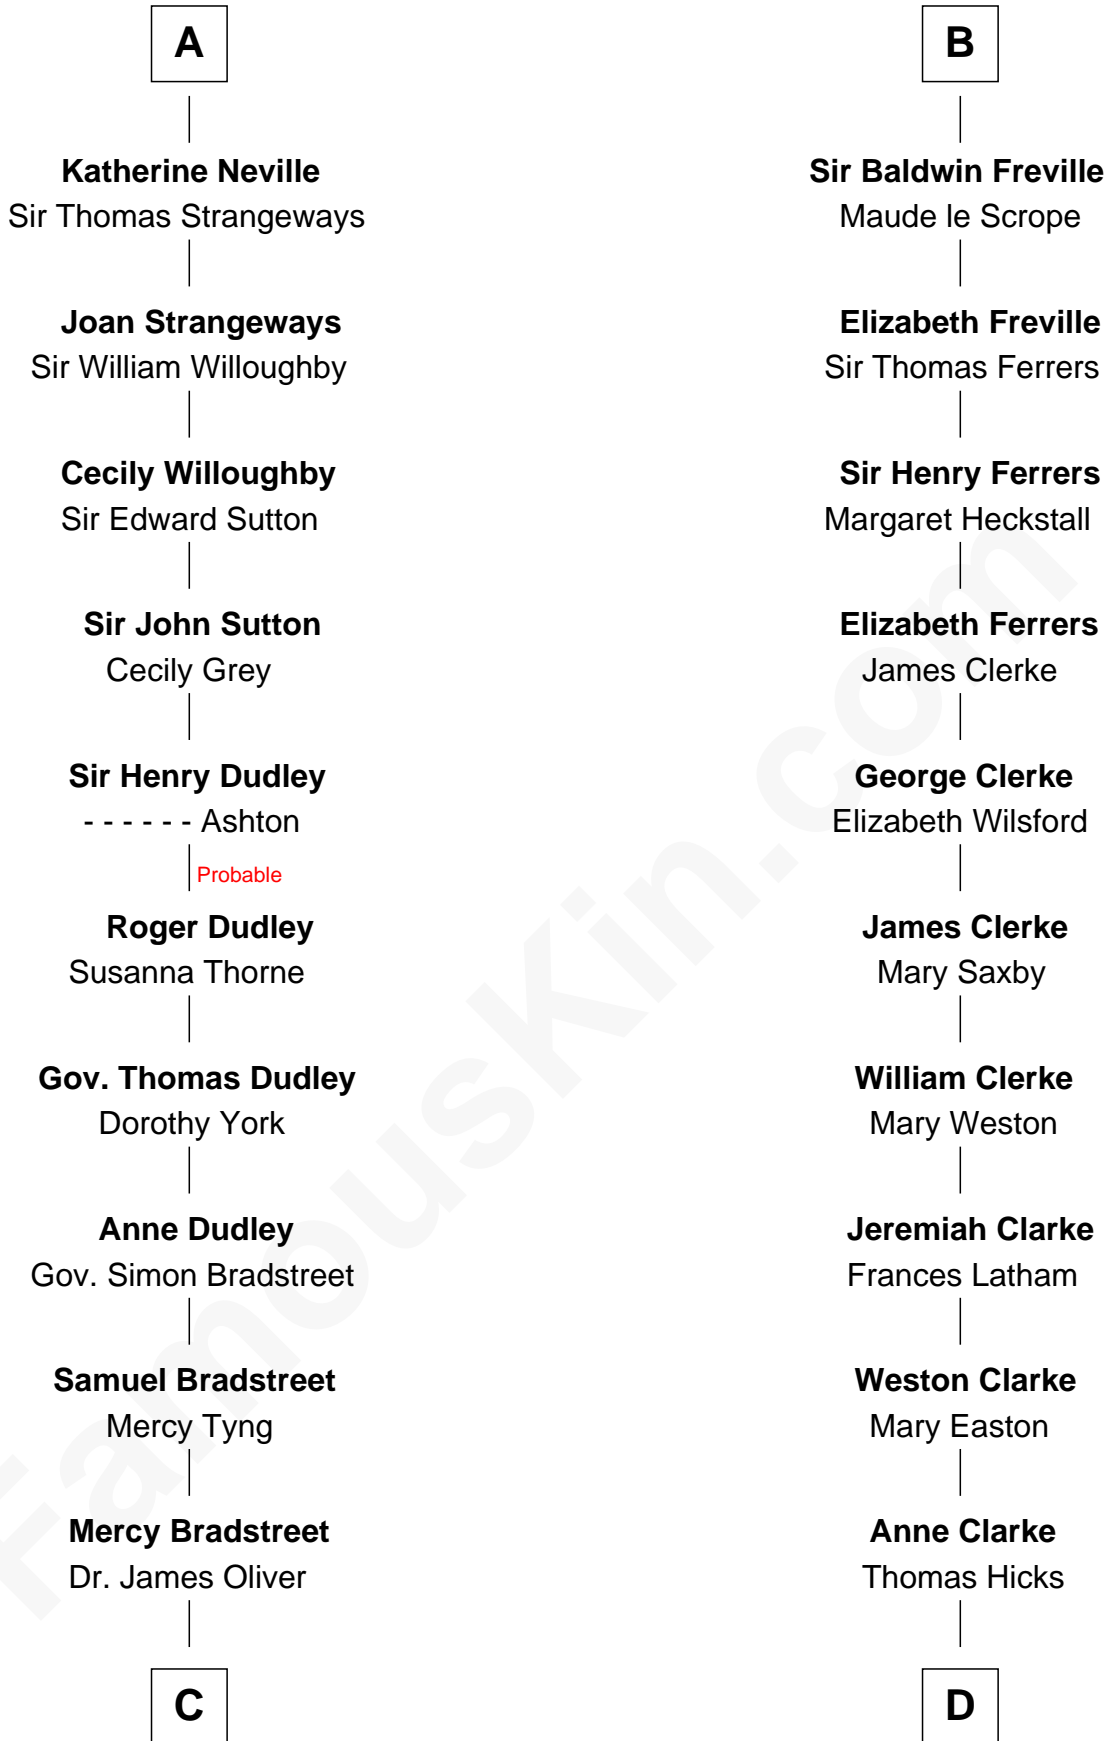 A
Katherine Neville
Sir Thomas Strangeways
Joan Strangeways
Sir William Willoughby
Cecily Willoughby
Sir Edward Sutton
Sir John Sutton
Cecily Grey
Sir Henry Dudley
- - - - - - Ashton
Probable
Roger Dudley
Susanna Thorne
Gov. Thomas Dudley
Dorothy York
Anne Dudley
Gov. Simon Bradstreet
Samuel Bradstreet
Mercy Tyng
Mercy Bradstreet
Dr. James Oliver
C
B
Sir Baldwin Freville
Maude le Scrope
Elizabeth Freville
Sir Thomas Ferrers
Sir Henry Ferrers
Margaret Heckstall
Elizabeth Ferrers
James Clerke
George Clerke
Elizabeth Wilsford
James Clerke
Mary Saxby
William Clerke
Mary Weston
Jeremiah Clarke
Frances Latham
Weston Clarke
Mary Easton
Anne Clarke
Thomas Hicks
D
FamousKin.com